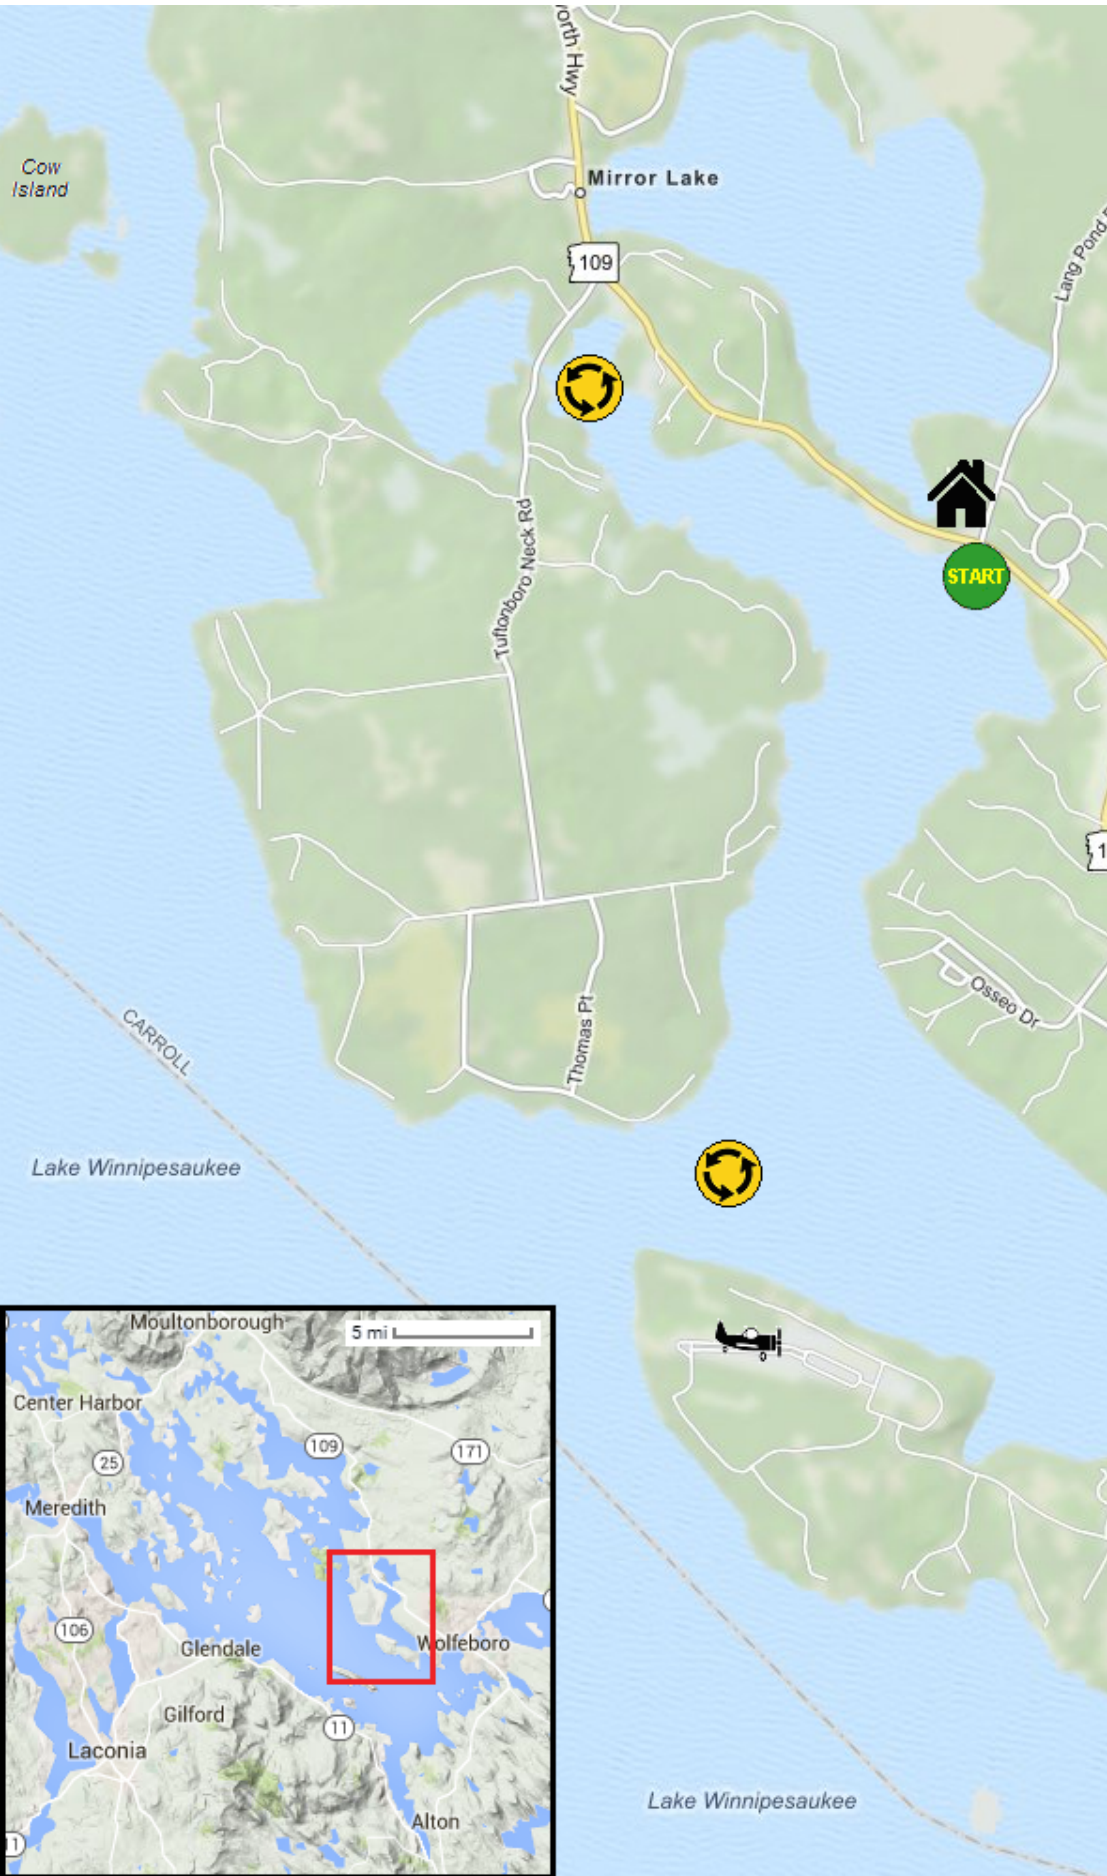 orth Hwy
Cow
Island
Mirror Lake
109
Lang Pond
START
Tuftonboro Neck Rd
1
Osseo Dr
Thomas Pt
CARROLL
Lake Winnipesaukee
Moultonborough
5 mi
Center Harbor
109
171
25
Meredith
106
Glendale
Wolfeboro
Gilford
11
Laconia
Alton
11
Lake Winnipesaukee